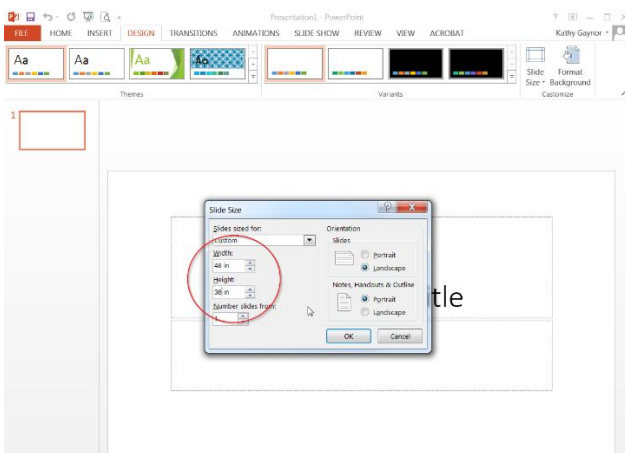 Presentation1 - PowerPoint
FILE HOME INSERT DESIGN TRANSITIONS ANIMATIONS SLIDE SHOW REVIEW VIEW ACROBAT Kathy Gaynor
Aa Aa Aa Aa
Slide Size Format Background
Themes Variants Customize
1
Slide Size
Slides sized for:
Custom
Width:
48 in
Height:
36 in
Number slides from:
1
Orientation
Slides
Portrait
Landscape
Notes, Handouts & Outline
Portrait
Landscape
OK Cancel
tle